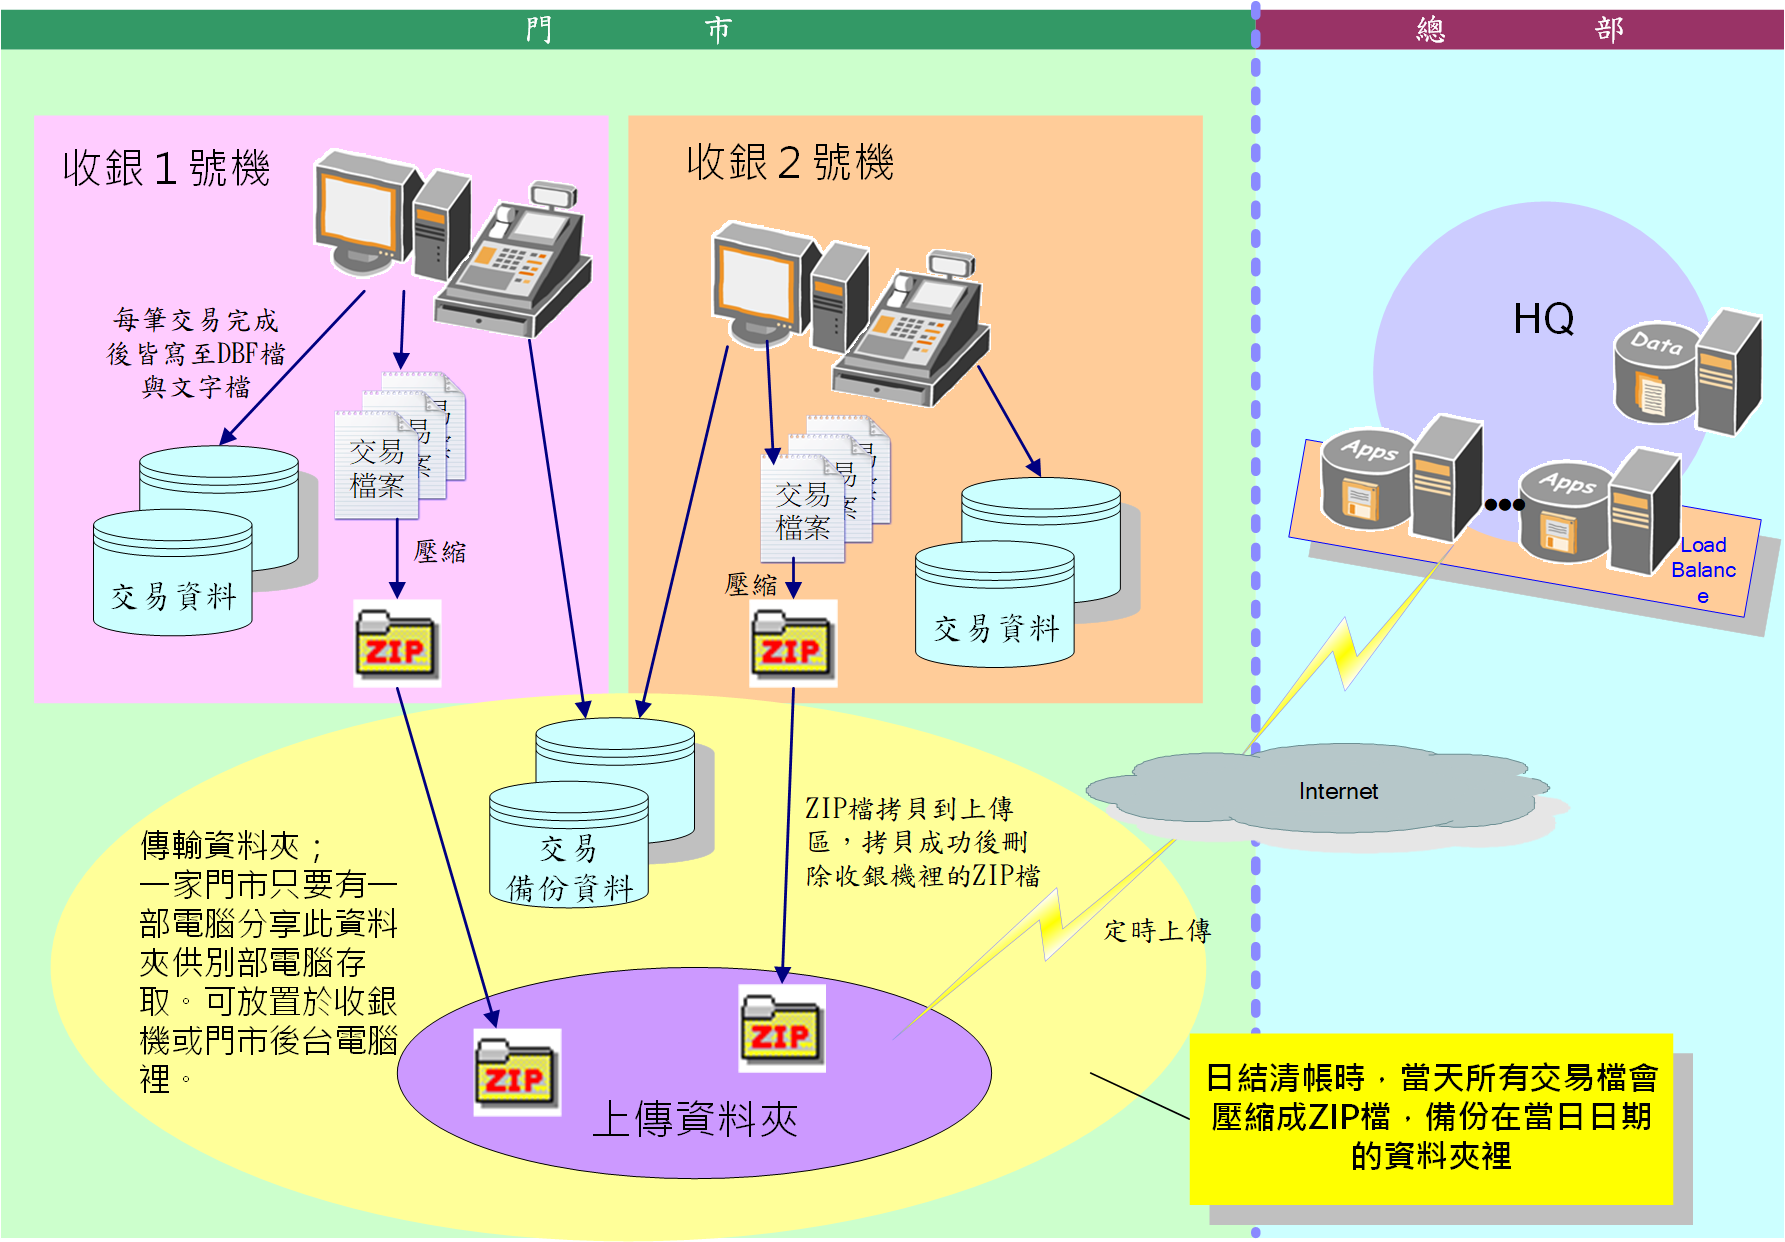 門 市
總 部
收銀１號機
收銀２號機
每筆交易完成
後皆寫至DBF檔
與文字檔
交易
檔案
易
案
易
案
壓縮
交易資料
ZIP
交易
檔案
易
案
易
案
壓縮
交易資料
ZIP
HQ
Data
Apps
Apps
Load
Balanc
e
Internet
交易
備份資料
ZIP檔拷貝到上傳
區，拷貝成功後刪
除收銀機裡的ZIP檔
定時上傳
傳輸資料夾；
一家門市只要有一
部電腦分享此資料
夾供別部電腦存
取。可放置於收銀
機或門市後台電腦
裡。
ZIP
ZIP
上傳資料夾
日結清帳時，當天所有交易檔會
壓縮成ZIP檔，備份在當日日期
的資料夾裡